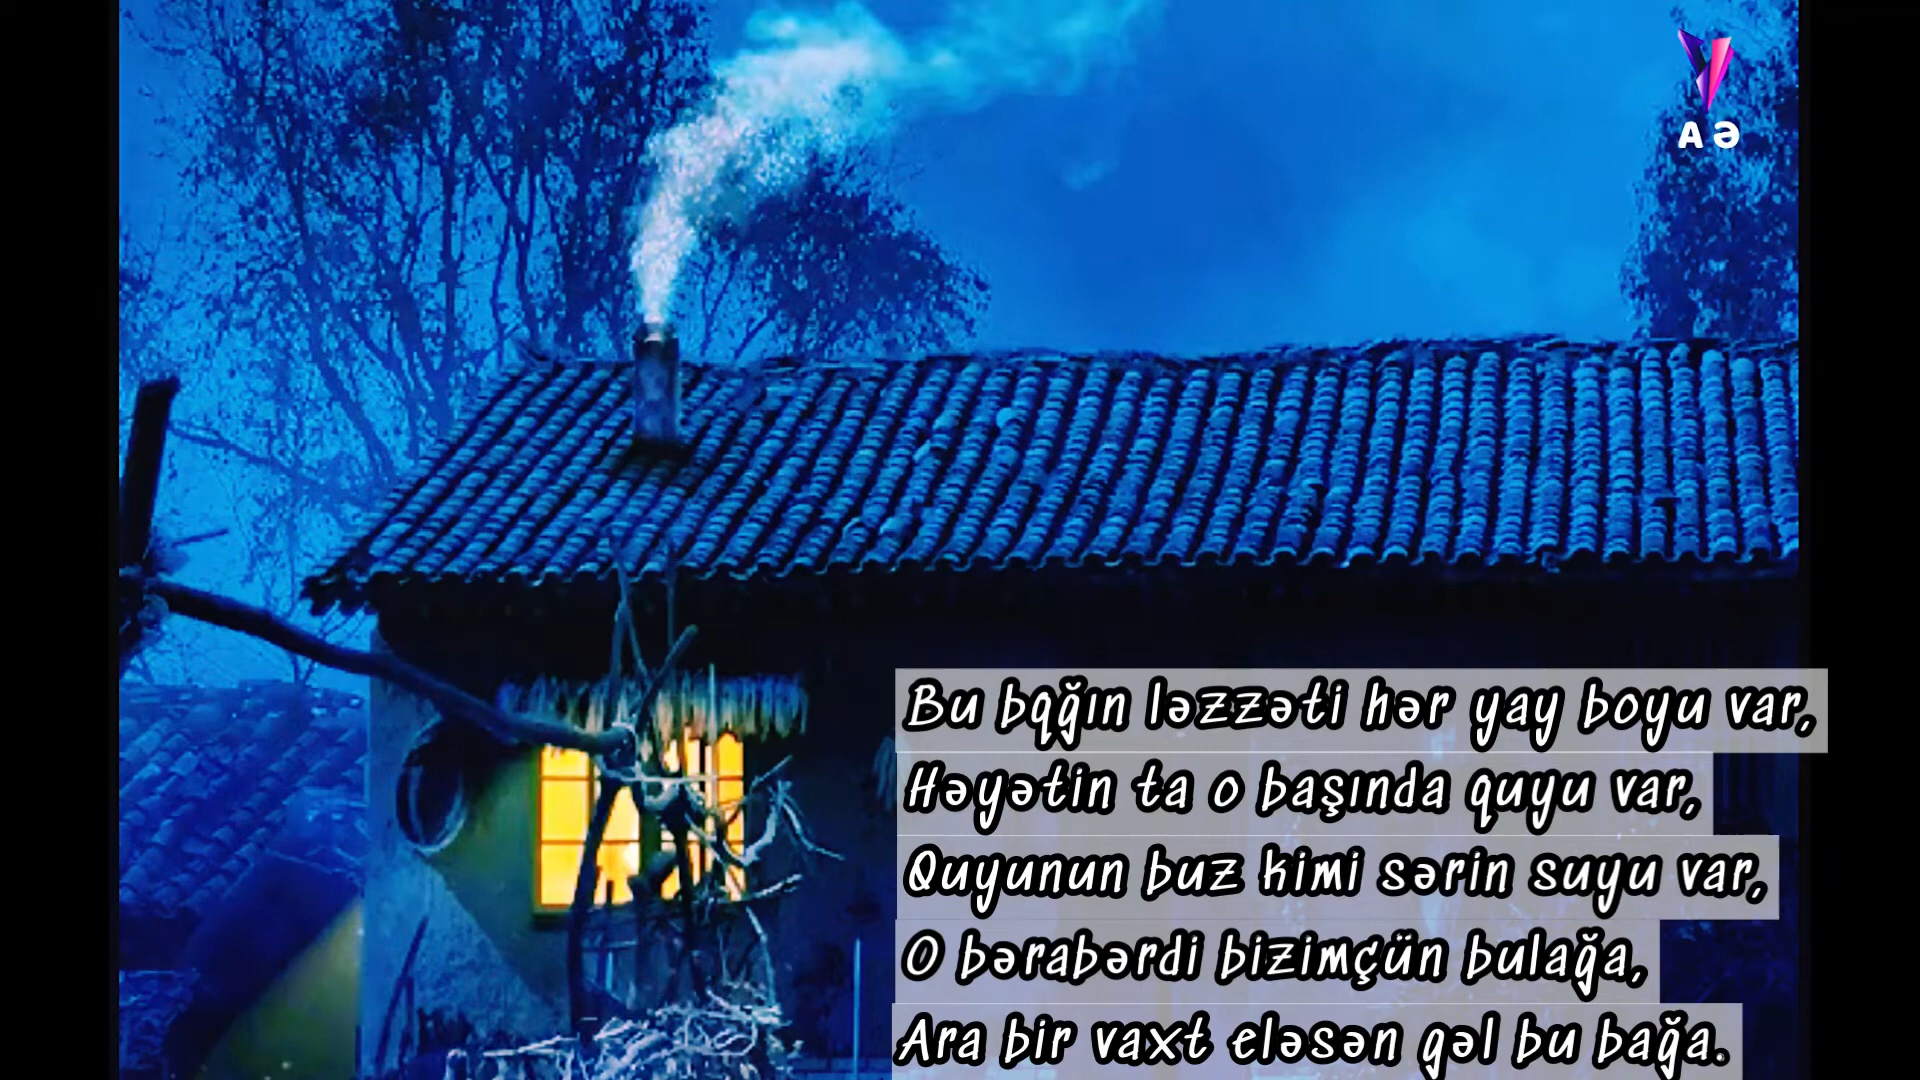 A Ə
Bu bqğın ləzzəti hər yay boyu var,
Həyətin ta o başında quyu var,
Quyunun buz kimi sərin suyu var,
O bərabərdi bizimçün bulağa,
Ara bir vaxt eləsən gəl bu bağa.